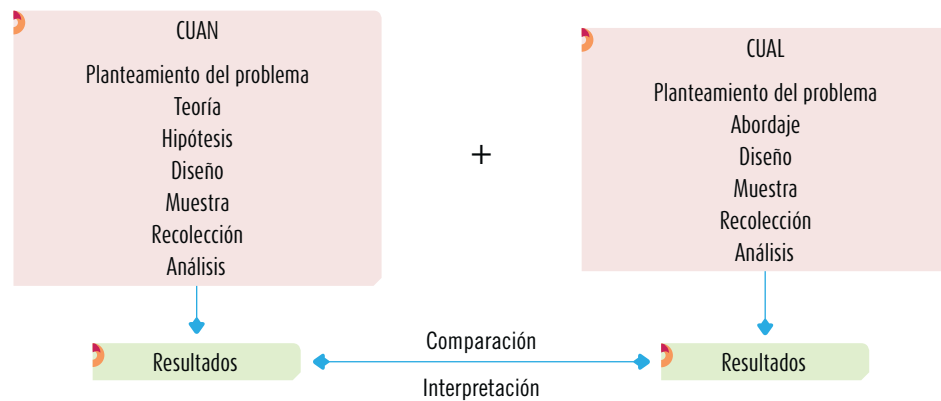 CUAN
Planteamiento del problema
Teoría
Hipótesis
Diseño
Muestra
Recolección
Análisis
+
CUAL
Planteamiento del problema
Abordaje
Diseño
Muestra
Recolección
Análisis
Resultados
Comparación
Interpretación
Resultados